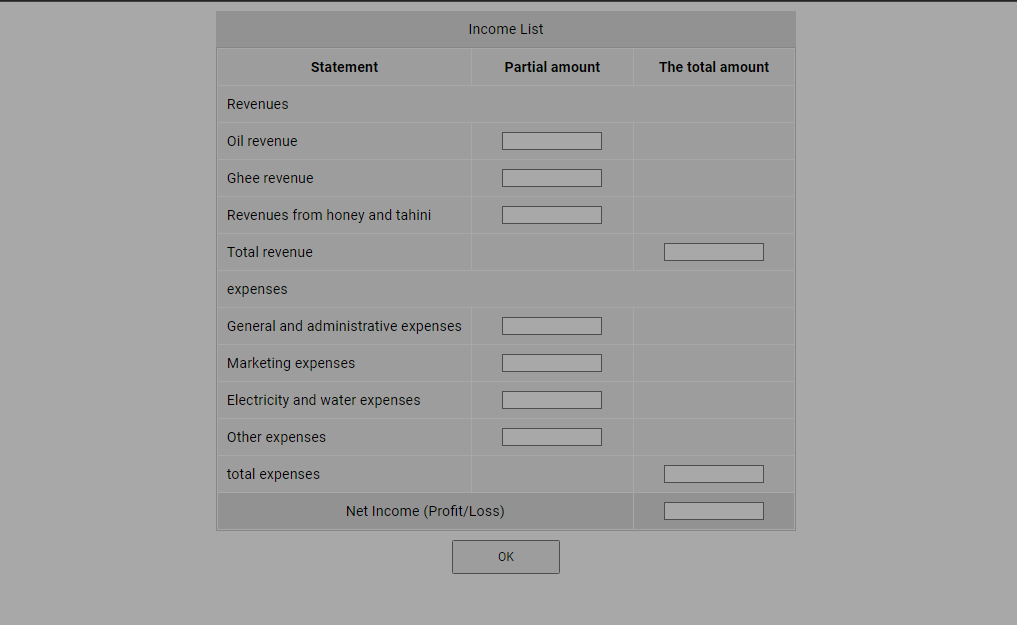 Income List
Statement Partial amount The total amount
Revenues
Oil revenue
Ghee revenue
Revenues from honey and tahini
Total revenue
expenses
General and administrative expenses
Marketing expenses
Electricity and water expenses
Other expenses
total expenses
Net Income (Profit/Loss)
OK